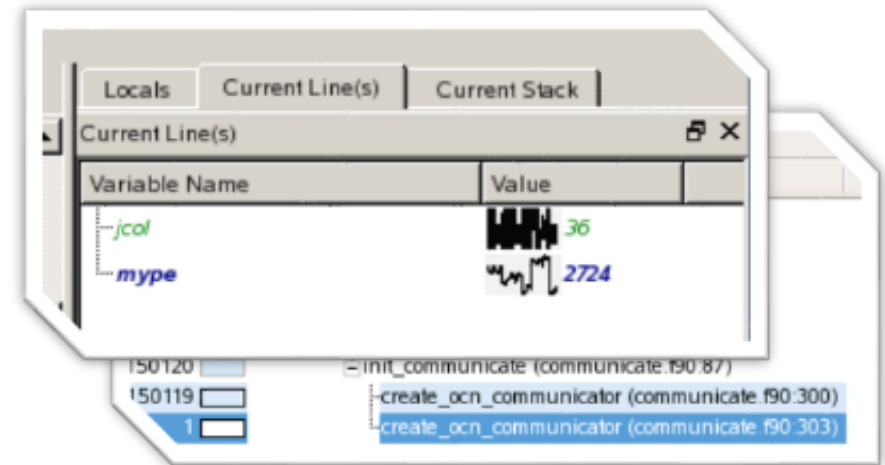 Locals Current Line(s) Current Stack
Current Line(s)
Variable Name Value
jcol 36
mype 2724
150120 init_communicate (communicate.f90:87)
150119 create_ocn_communicator (communicate.f90:300)
1 create_ocn_communicator (communicate.f90:303)